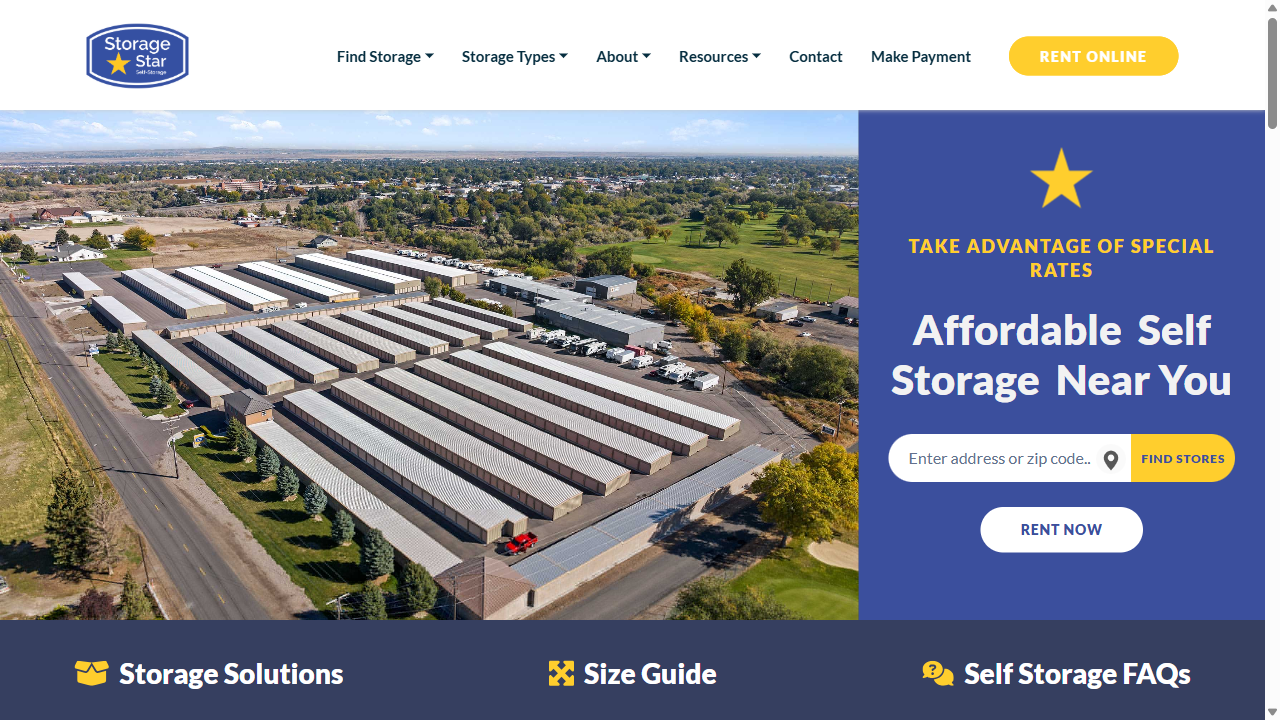 Storage
Star
Self-Storage
Find Storage
Storage Types
About
Resources
Contact
Make Payment
RENT ONLINE
TAKE ADVANTAGE OF SPECIAL
RATES
Affordable Self
Storage Near You
Enter address or zip code..
FIND STORES
RENT NOW
Storage Solutions
Size Guide
Self Storage FAQs